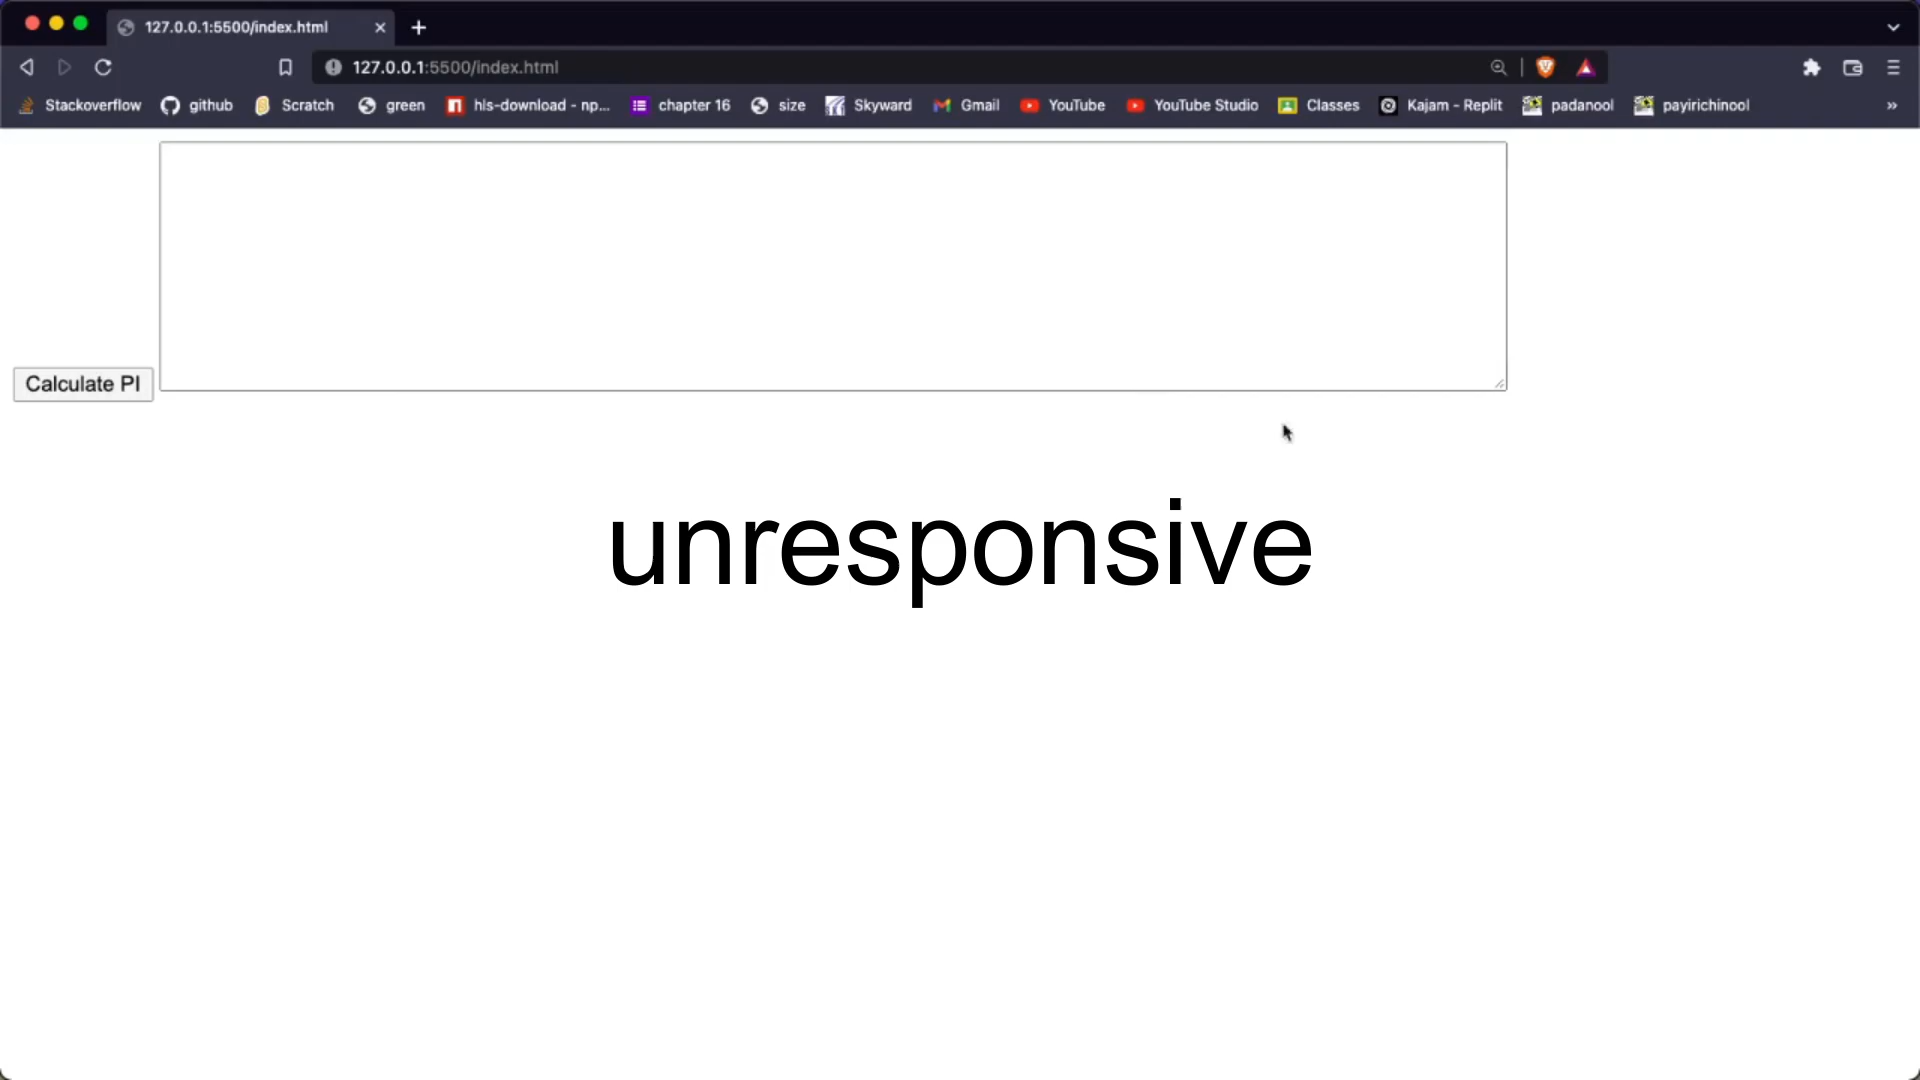 127.0.0.1:5500/index.html
127.0.0.1:5500/index.html
Stackoverflow github Scratch green hls-download - np... chapter 16 size Skyward Gmail YouTube YouTube Studio Classes Kajam - Replit padanool payirichinool
Calculate PI
unresponsive